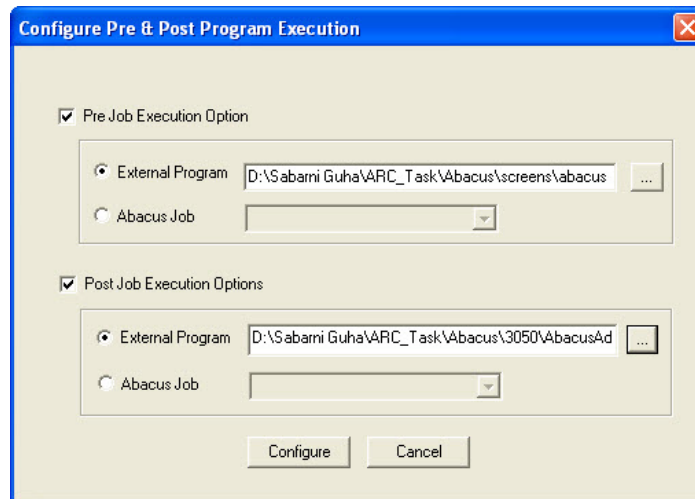 Configure Pre & Post Program Execution
Pre Job Execution Option
External Program D:\Sabarni Guha\ARC_Task\Abacus\screens\abacus ...
Abacus Job
Post Job Execution Options
External Program D:\Sabarni Guha\ARC_Task\Abacus\3050\AbacusAd ...
Abacus Job
Configure Cancel